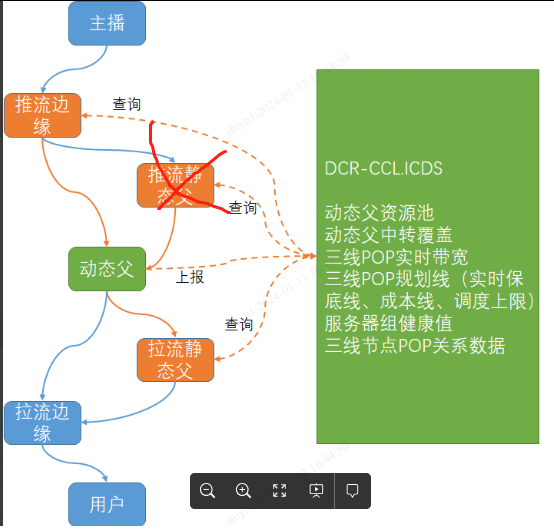 主播
推流边
缘
查询
推流静
态父
查询
动态父
上报
查询
拉流静
态父
拉流边
缘
用户
DCR-CCL.ICDS
动态父资源池
动态父中转覆盖
三线POP实时带宽
三线POP规划线（实时保
底线、成本线、调度上限）
服务器组健康值
三线节点POP关系数据